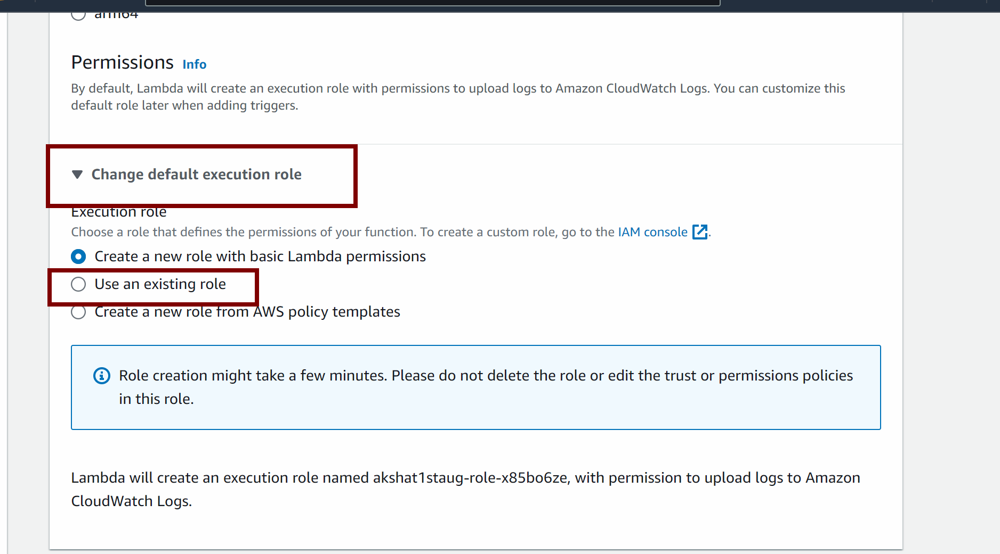 arm64
Permissions Info
By default, Lambda will create an execution role with permissions to upload logs to Amazon CloudWatch Logs. You can customize this
default role later when adding triggers.
Change default execution role
Execution role
Choose a role that defines the permissions of your function. To create a custom role, go to the IAM console.
Create a new role with basic Lambda permissions
Use an existing role
Create a new role from AWS policy templates
Role creation might take a few minutes. Please do not delete the role or edit the trust or permissions policies
in this role.
Lambda will create an execution role named akshat1staug-role-x85bo6ze, with permission to upload logs to Amazon
CloudWatch Logs.